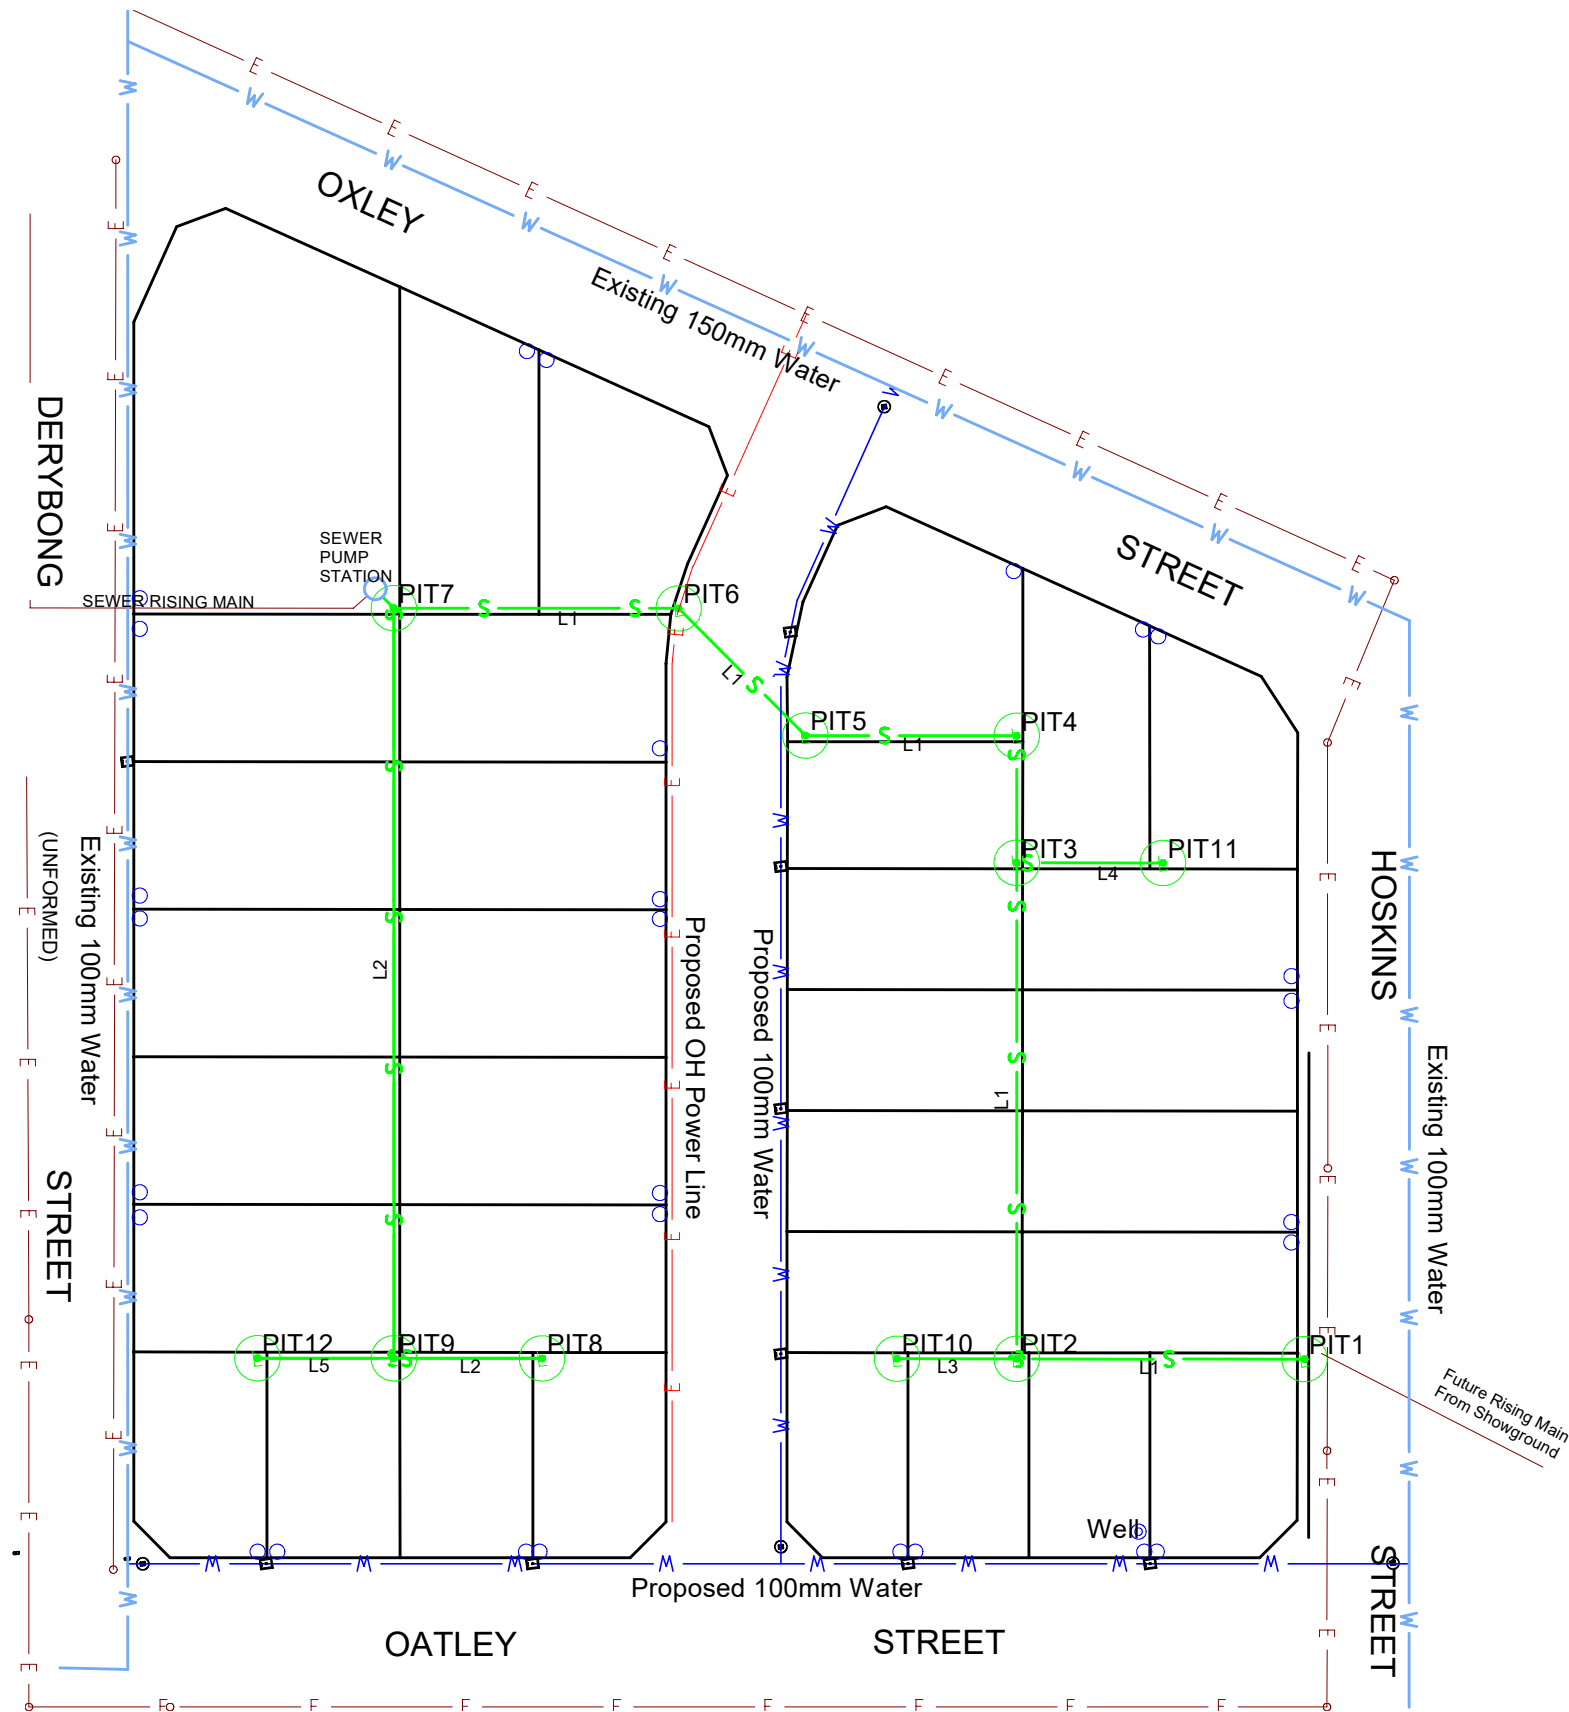 OXLEY
Existing 150mm Water
STREET
DERYBONG
STREET
(UNFORMED)
Existing 100mm Water
SEWER
PUMP
STATION
SEWER RISING MAIN
PIT7
L1
PIT6
L1
PIT5
L1
PIT4
PIT3
L4
PIT11
L2
L1
Proposed OH Power Line
Proposed 100mm Water
HOSKINS
STREET
Existing 100mm Water
PIT12
L5
PIT9
L2
PIT8
PIT10
L3
PIT2
L1
PIT1
Future Rising Main
From Showground
Well
Proposed 100mm Water
OATLEY
STREET